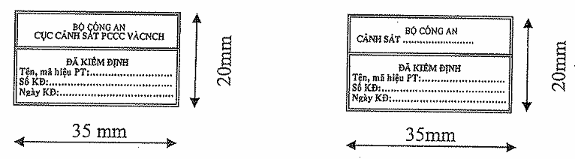 BỘ CÔNG AN
CỤC CẢNH SÁT PCCC VÀCNCH
ĐÃ KIỂM ĐỊNH
Tên, mã hiệu PT:........................
Số KĐ:....................................
Ngày KĐ:.................................
20mm
35 mm
BỘ CÔNG AN
CẢNH SÁT ........................
ĐÃ KIỂM ĐỊNH
Tên, mã hiệu PT:........................
Số KĐ:....................................
Ngày KĐ:.................................
20mm
35mm